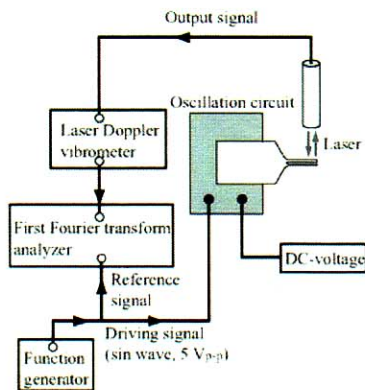 Output signal
Oscillation circuit
Laser Doppler
vibrometer
Laser
First Fourier transform
analyzer
DC-voltage
Reference
signal
Driving signal
(sin wave, 5 Vp-p)
Function
generator